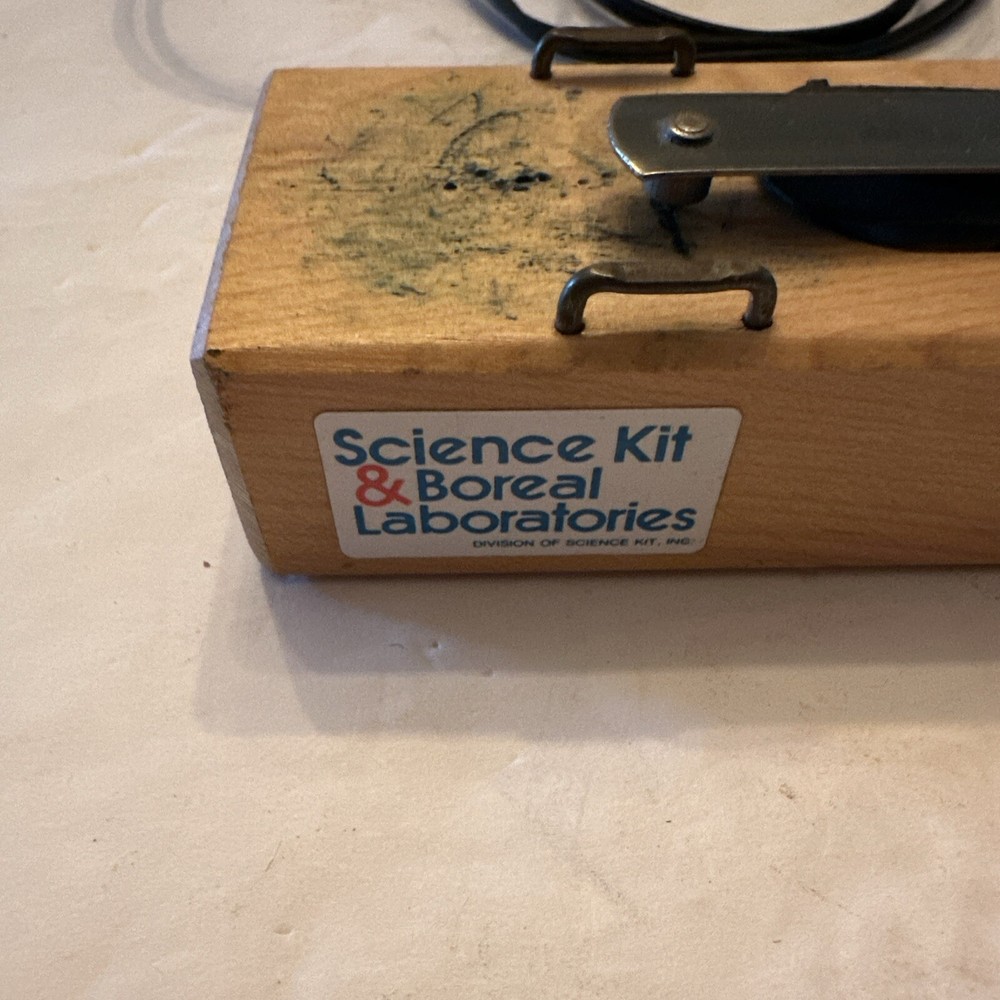 Science Kit
& Boreal
Laboratories
DIVISION OF SCIENCE KIT, INC.